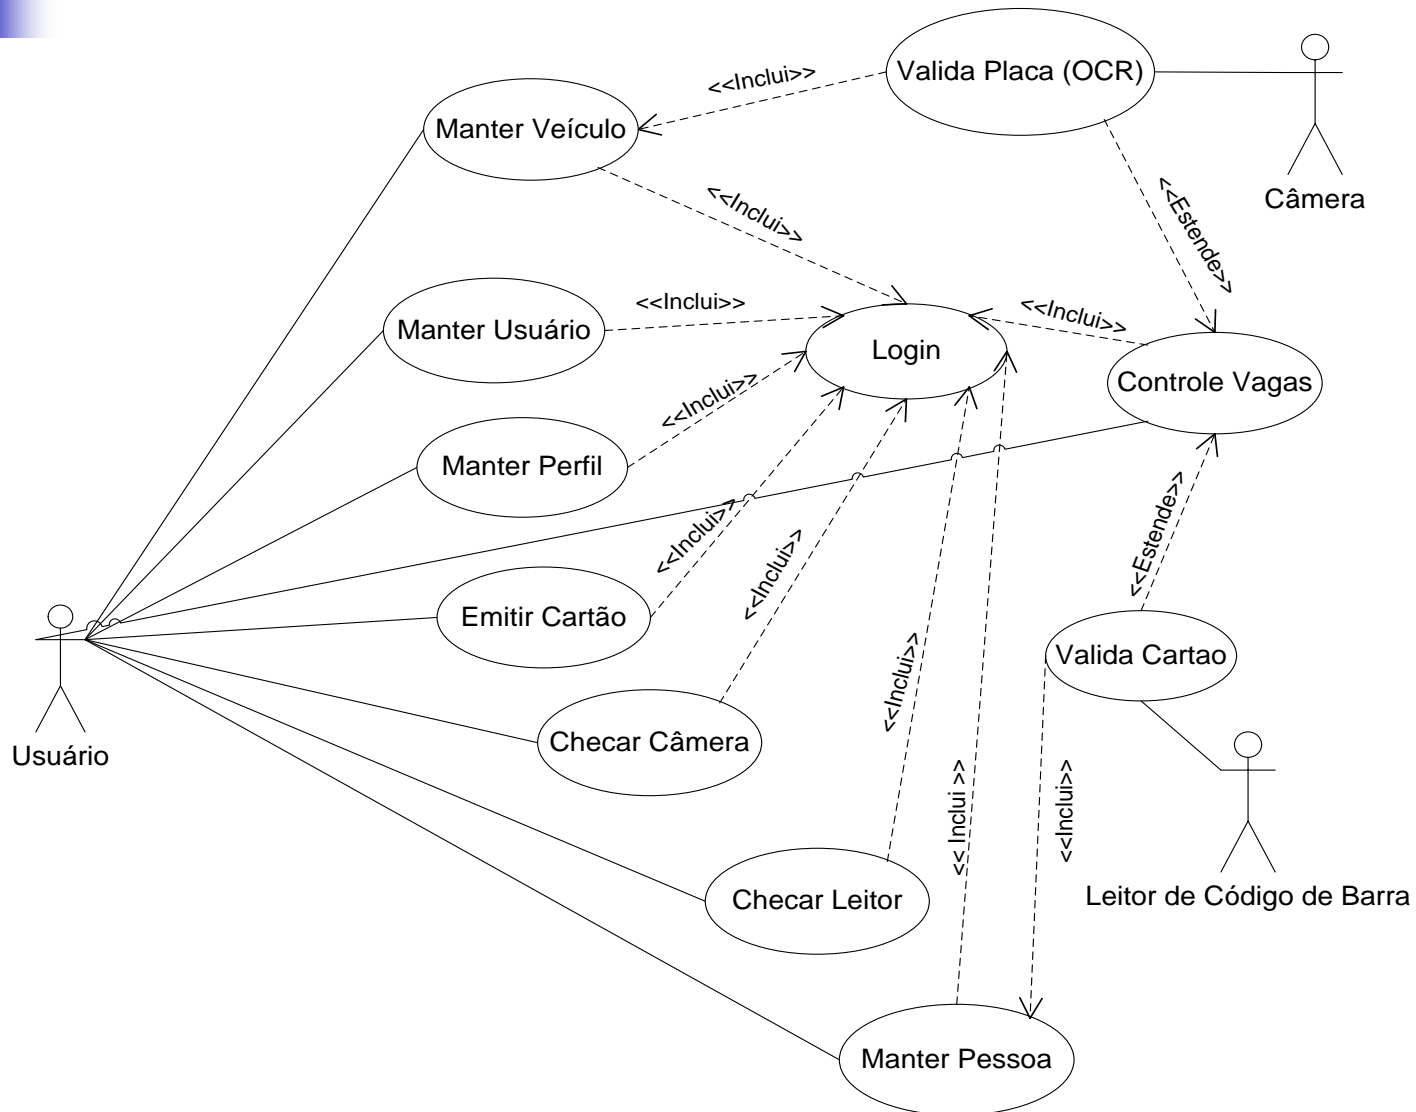 Valida Placa (OCR)
<<Inclui>>
Manter Veículo
Câmera
<<Estende>>
<<Inclui>>
Manter Usuário
<<Inclui>>
Login
<<Inclui>>
Controle Vagas
<<Inclui>>
Manter Perfil
<<Inclui>>
<<Inclui>>
<<Estende>>
Emitir Cartão
Valida Cartao
<<Inclui>>
Checar Câmera
Usuário
<< Inclui >>
<<Inclui>>
Checar Leitor
Leitor de Código de Barra
Manter Pessoa